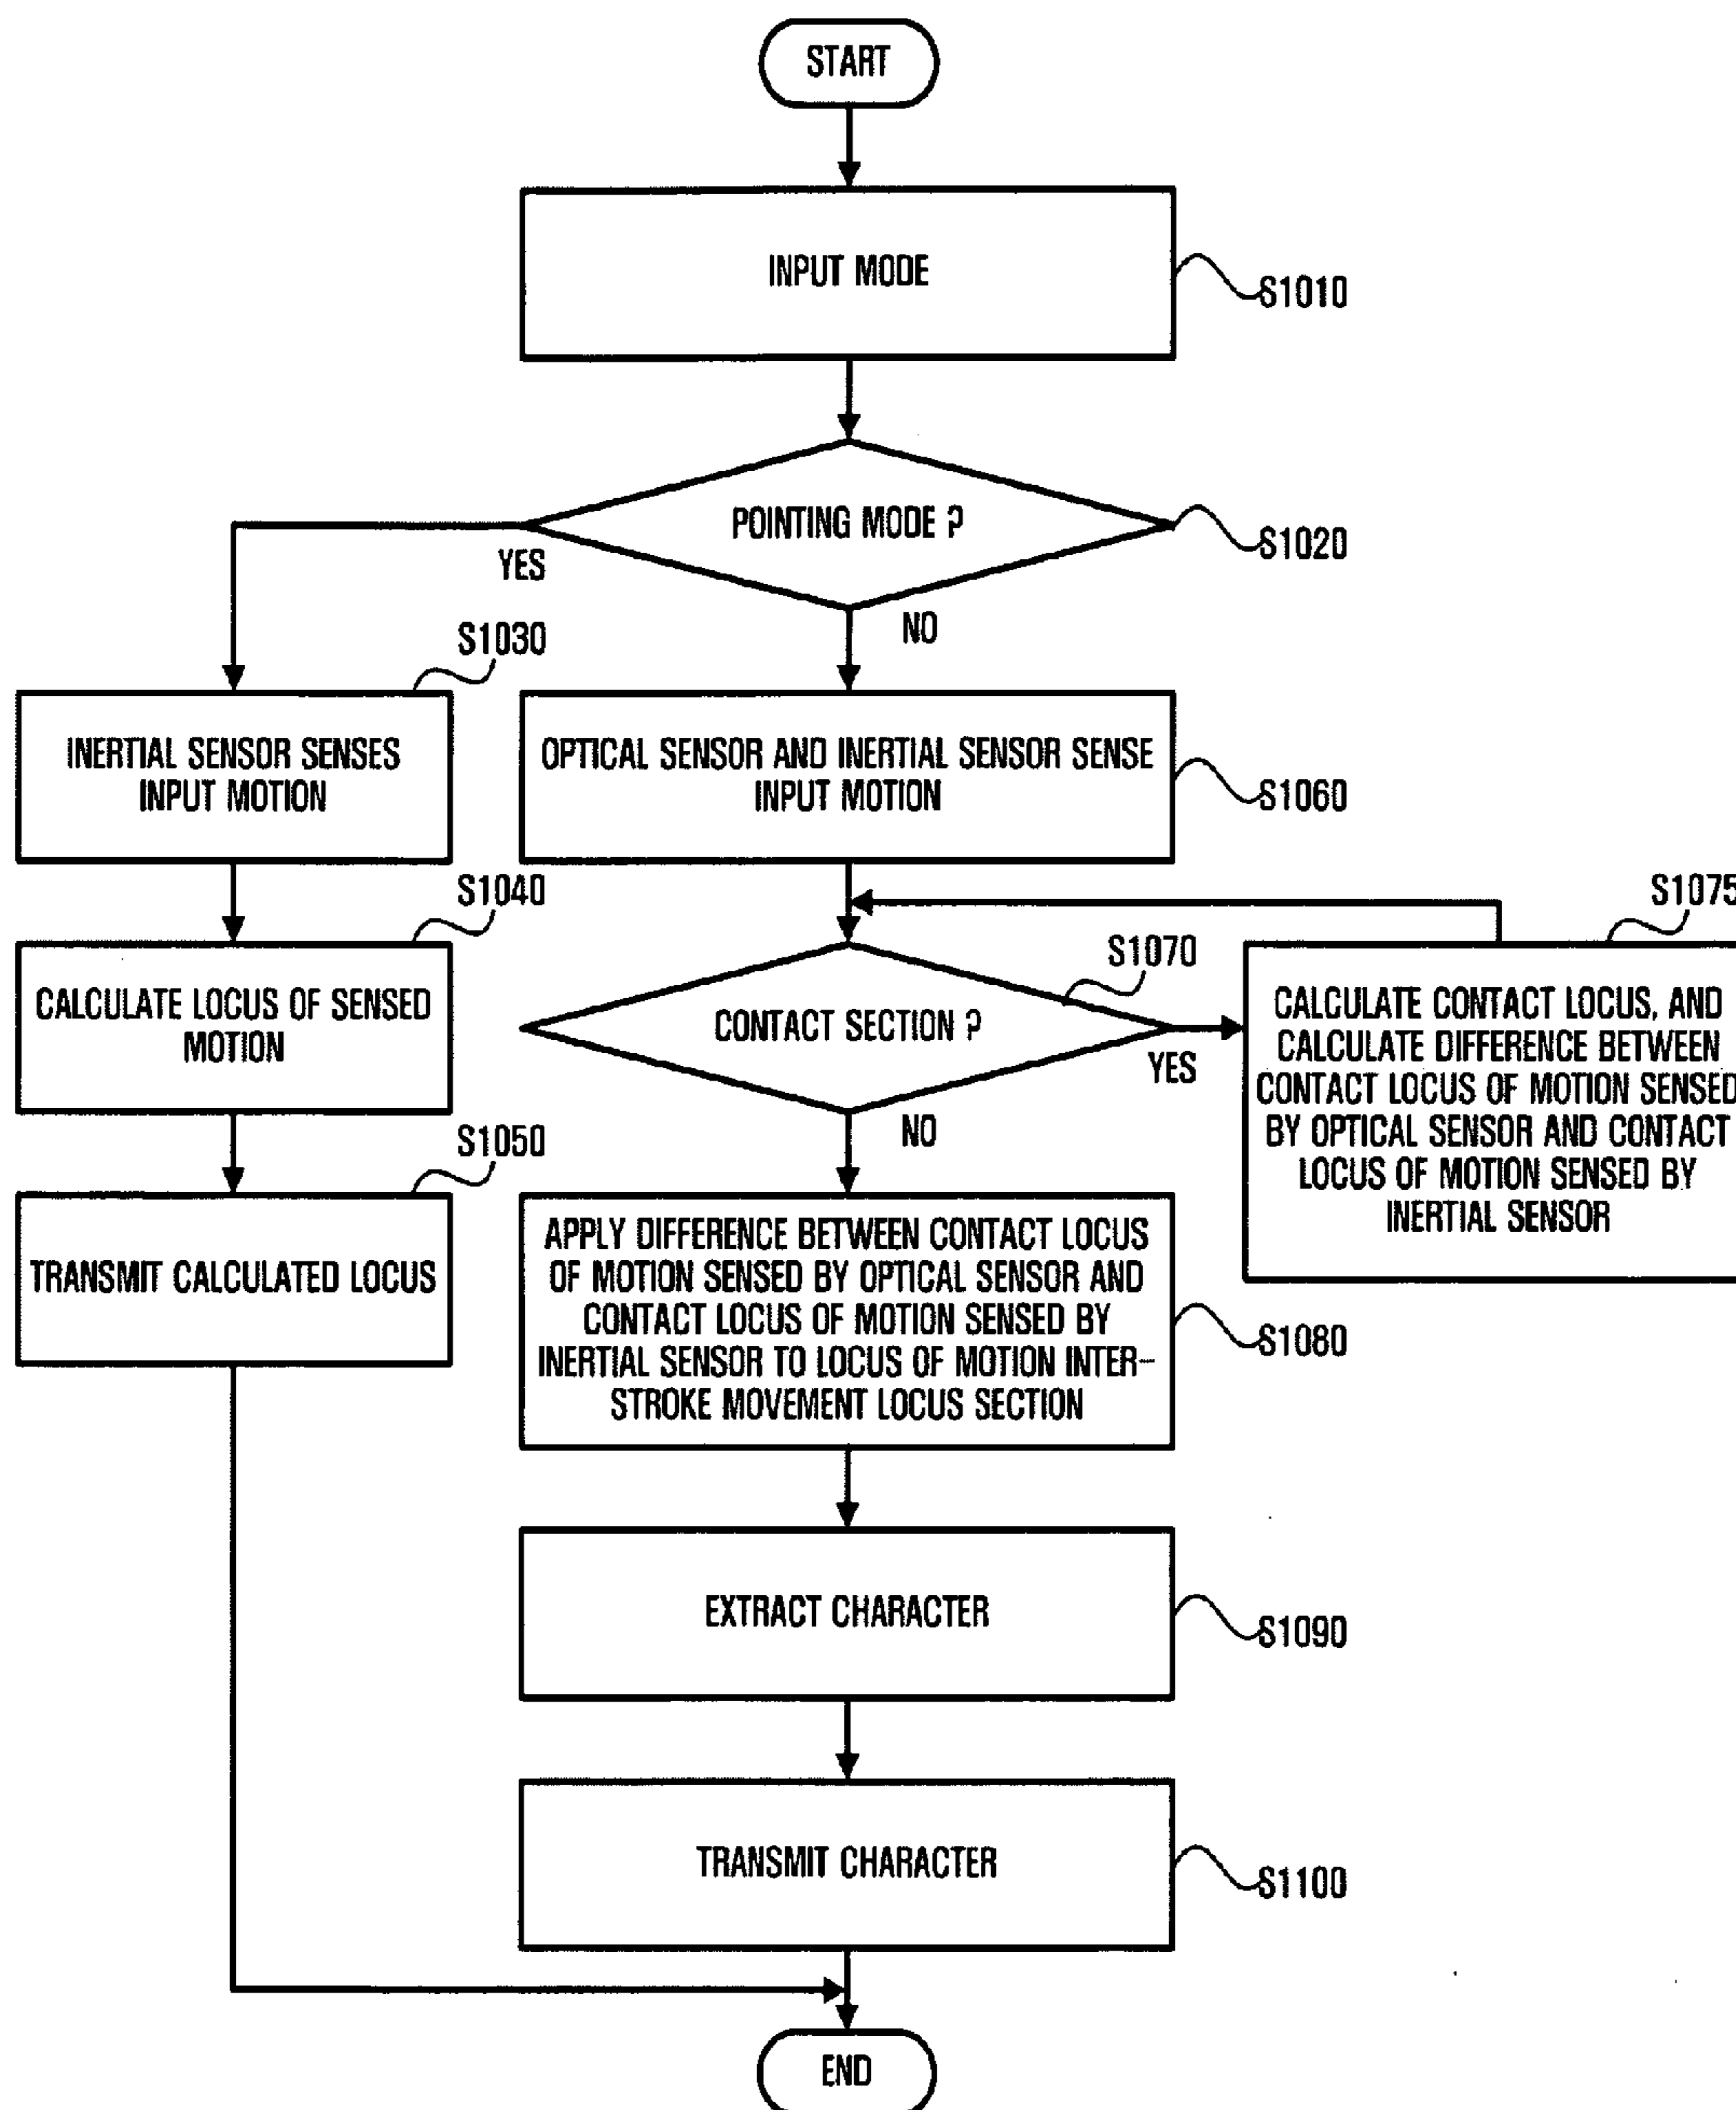 START
INPUT MODE
S1010
POINTING MODE ?
S1020
YES
NO
S1030
INERTIAL SENSOR SENSES
INPUT MOTION
OPTICAL SENSOR AND INERTIAL SENSOR SENSE
INPUT MOTION
S1060
S1040
CALCULATE LOCUS OF SENSED
MOTION
S1070
CONTACT SECTION ?
YES
NO
S1075
CALCULATE CONTACT LOCUS, AND
CALCULATE DIFFERENCE BETWEEN
CONTACT LOCUS OF MOTION SENSED
BY OPTICAL SENSOR AND CONTACT
LOCUS OF MOTION SENSED BY
INERTIAL SENSOR
S1050
TRANSMIT CALCULATED LOCUS
APPLY DIFFERENCE BETWEEN CONTACT LOCUS
OF MOTION SENSED BY OPTICAL SENSOR AND
CONTACT LOCUS OF MOTION SENSED BY
INERTIAL SENSOR TO LOCUS OF MOTION INTER-
STROKE MOVEMENT LOCUS SECTION
S1080
EXTRACT CHARACTER
S1090
TRANSMIT CHARACTER
S1100
END